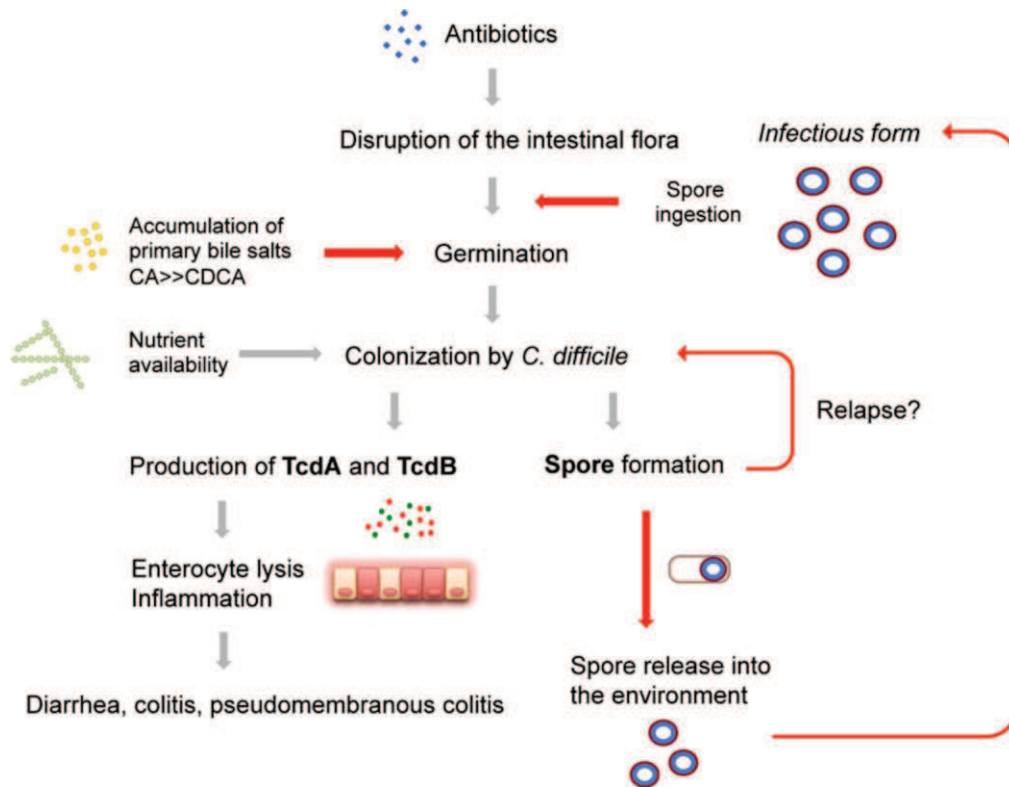 Antibiotics
Disruption of the intestinal flora
Infectious form
Spore
ingestion
Accumulation of
primary bile salts
CA>>CDCA
Germination
Nutrient
availability
Colonization by C. difficile
Relapse?
Production of TcdA and TcdB
Spore formation
Enterocyte lysis
Inflammation
Spore release into
the environment
Diarrhea, colitis, pseudomembranous colitis